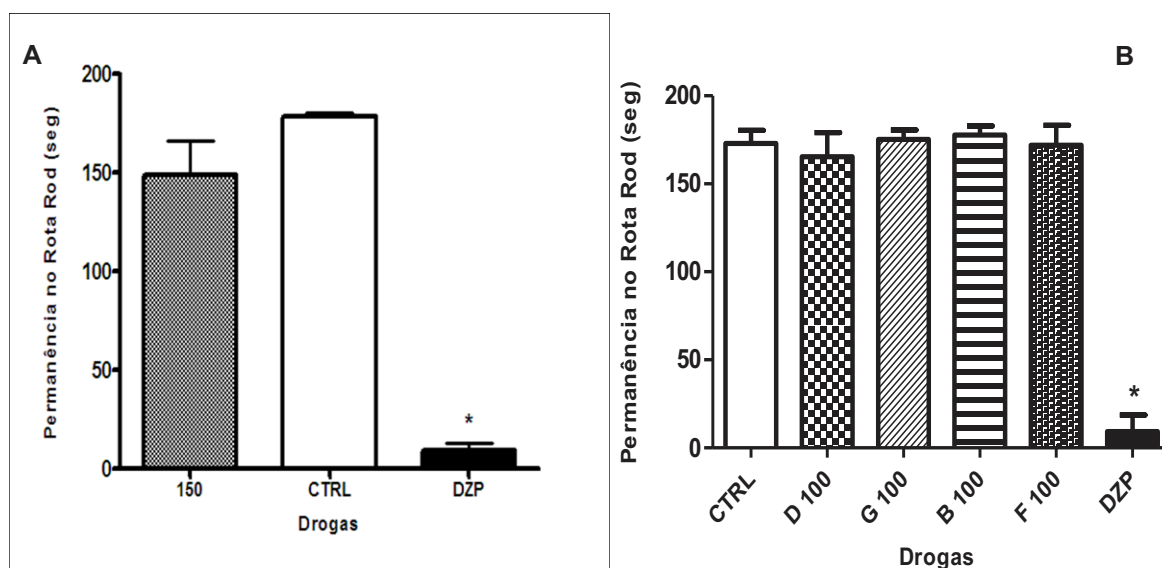 A
Permanência no Rota Rod (seg)
200
150
100
50
0
*
150
CTRL
DZP
Drogas
B
Permanência no Rota Rod (seg)
200
150
100
50
0
*
CTRL
D 100
G 100
B 100
F 100
DZP
Drogas